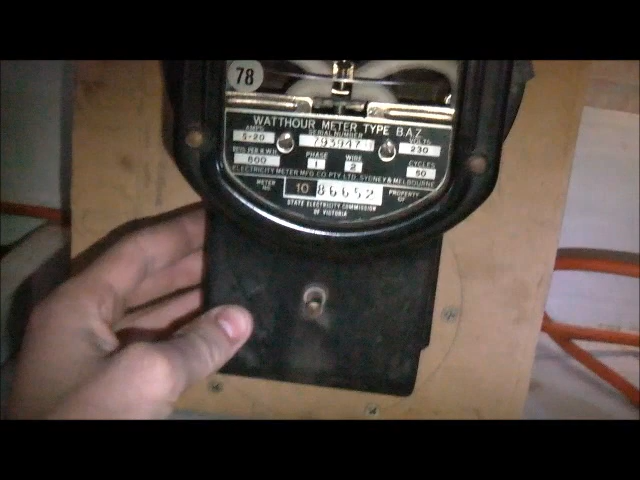 78
WATTHOUR METER TYPE B.A.Z
AMPS SERIAL NUMBER VOLTS
5-20 230
REVS PER K.W.H. PHASE WIRE CYCLES
600 1 2 50
ELECTRICITY METER MFG CO PTY. LTD. SYDNEY & MELBOURNE
METER NO. 10 86652 PROPERTY OF
STATE ELECTRICITY COMMISSION
OF VICTORIA